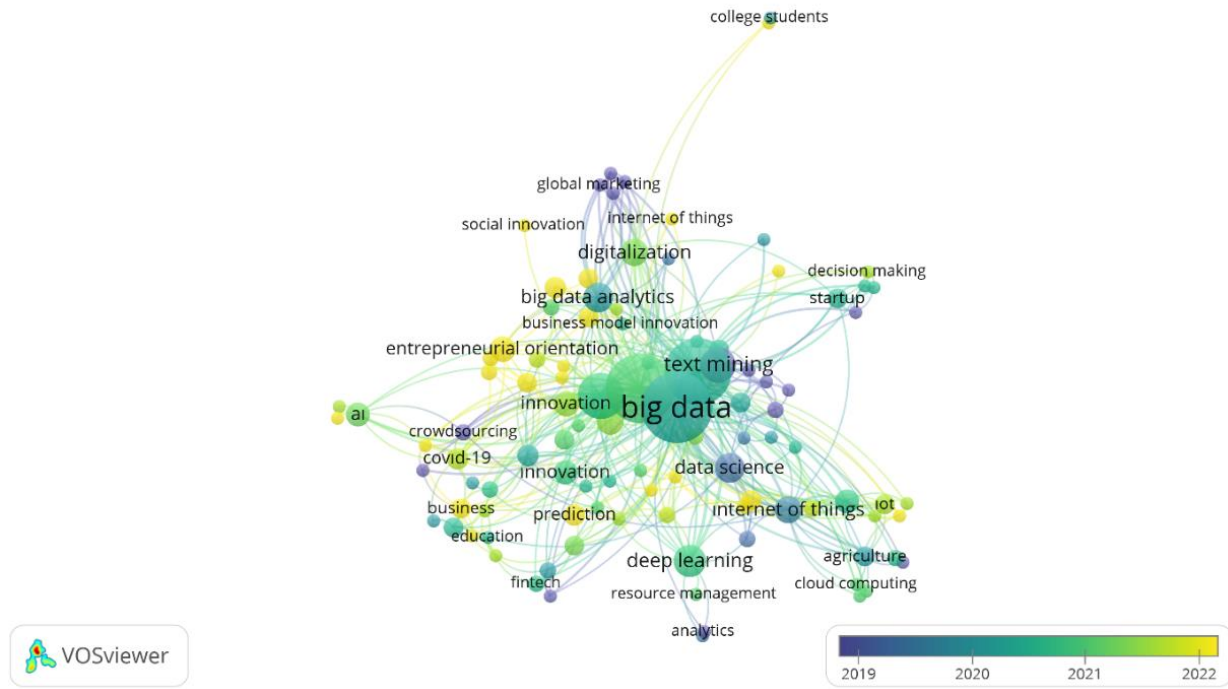 college students
global marketing
social innovation
internet of things
digitalization
decision making
big data analytics
startup
business model innovation
entrepreneurial orientation
text mining
innovation
big data
ai
crowdsourcing
covid-19
innovation
data science
business
prediction
internet of things
iot
education
deep learning
agriculture
fintech
resource management
cloud computing
analytics
VOSviewer
2019 2020 2021 2022